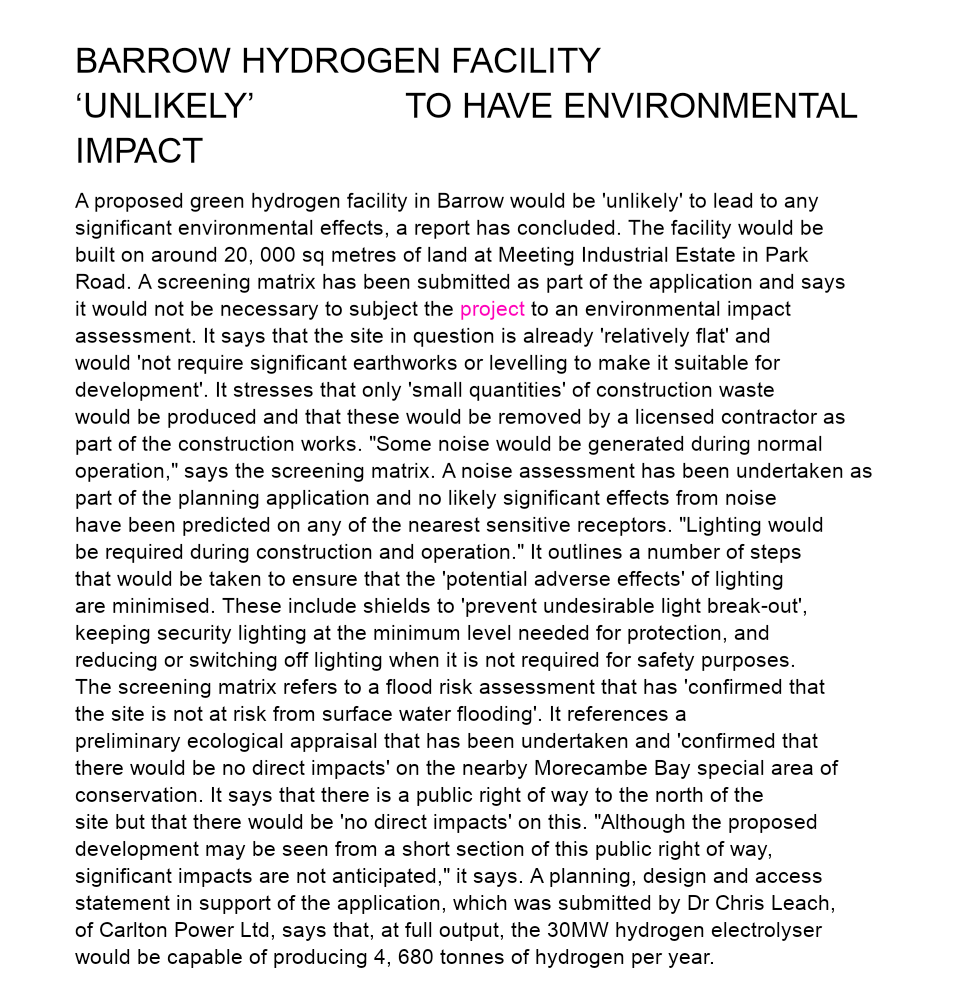 BARROW HYDROGEN FACILITY
‘UNLIKELY’ TO HAVE ENVIRONMENTAL
IMPACT
A proposed green hydrogen facility in Barrow would be 'unlikely' to lead to any
significant environmental effects, a report has concluded. The facility would be
built on around 20, 000 sq metres of land at Meeting Industrial Estate in Park
Road. A screening matrix has been submitted as part of the application and says
it would not be necessary to subject the project to an environmental impact
assessment. It says that the site in question is already 'relatively flat' and
would 'not require significant earthworks or levelling to make it suitable for
development'. It stresses that only 'small quantities' of construction waste
would be produced and that these would be removed by a licensed contractor as
part of the construction works. "Some noise would be generated during normal
operation," says the screening matrix. A noise assessment has been undertaken as
part of the planning application and no likely significant effects from noise
have been predicted on any of the nearest sensitive receptors. "Lighting would
be required during construction and operation." It outlines a number of steps
that would be taken to ensure that the 'potential adverse effects' of lighting
are minimised. These include shields to 'prevent undesirable light break-out',
keeping security lighting at the minimum level needed for protection, and
reducing or switching off lighting when it is not required for safety purposes.
The screening matrix refers to a flood risk assessment that has 'confirmed that
the site is not at risk from surface water flooding'. It references a
preliminary ecological appraisal that has been undertaken and 'confirmed that
there would be no direct impacts' on the nearby Morecambe Bay special area of
conservation. It says that there is a public right of way to the north of the
site but that there would be 'no direct impacts' on this. "Although the proposed
development may be seen from a short section of this public right of way,
significant impacts are not anticipated," it says. A planning, design and access
statement in support of the application, which was submitted by Dr Chris Leach,
of Carlton Power Ltd, says that, at full output, the 30MW hydrogen electrolyser
would be capable of producing 4, 680 tonnes of hydrogen per year.